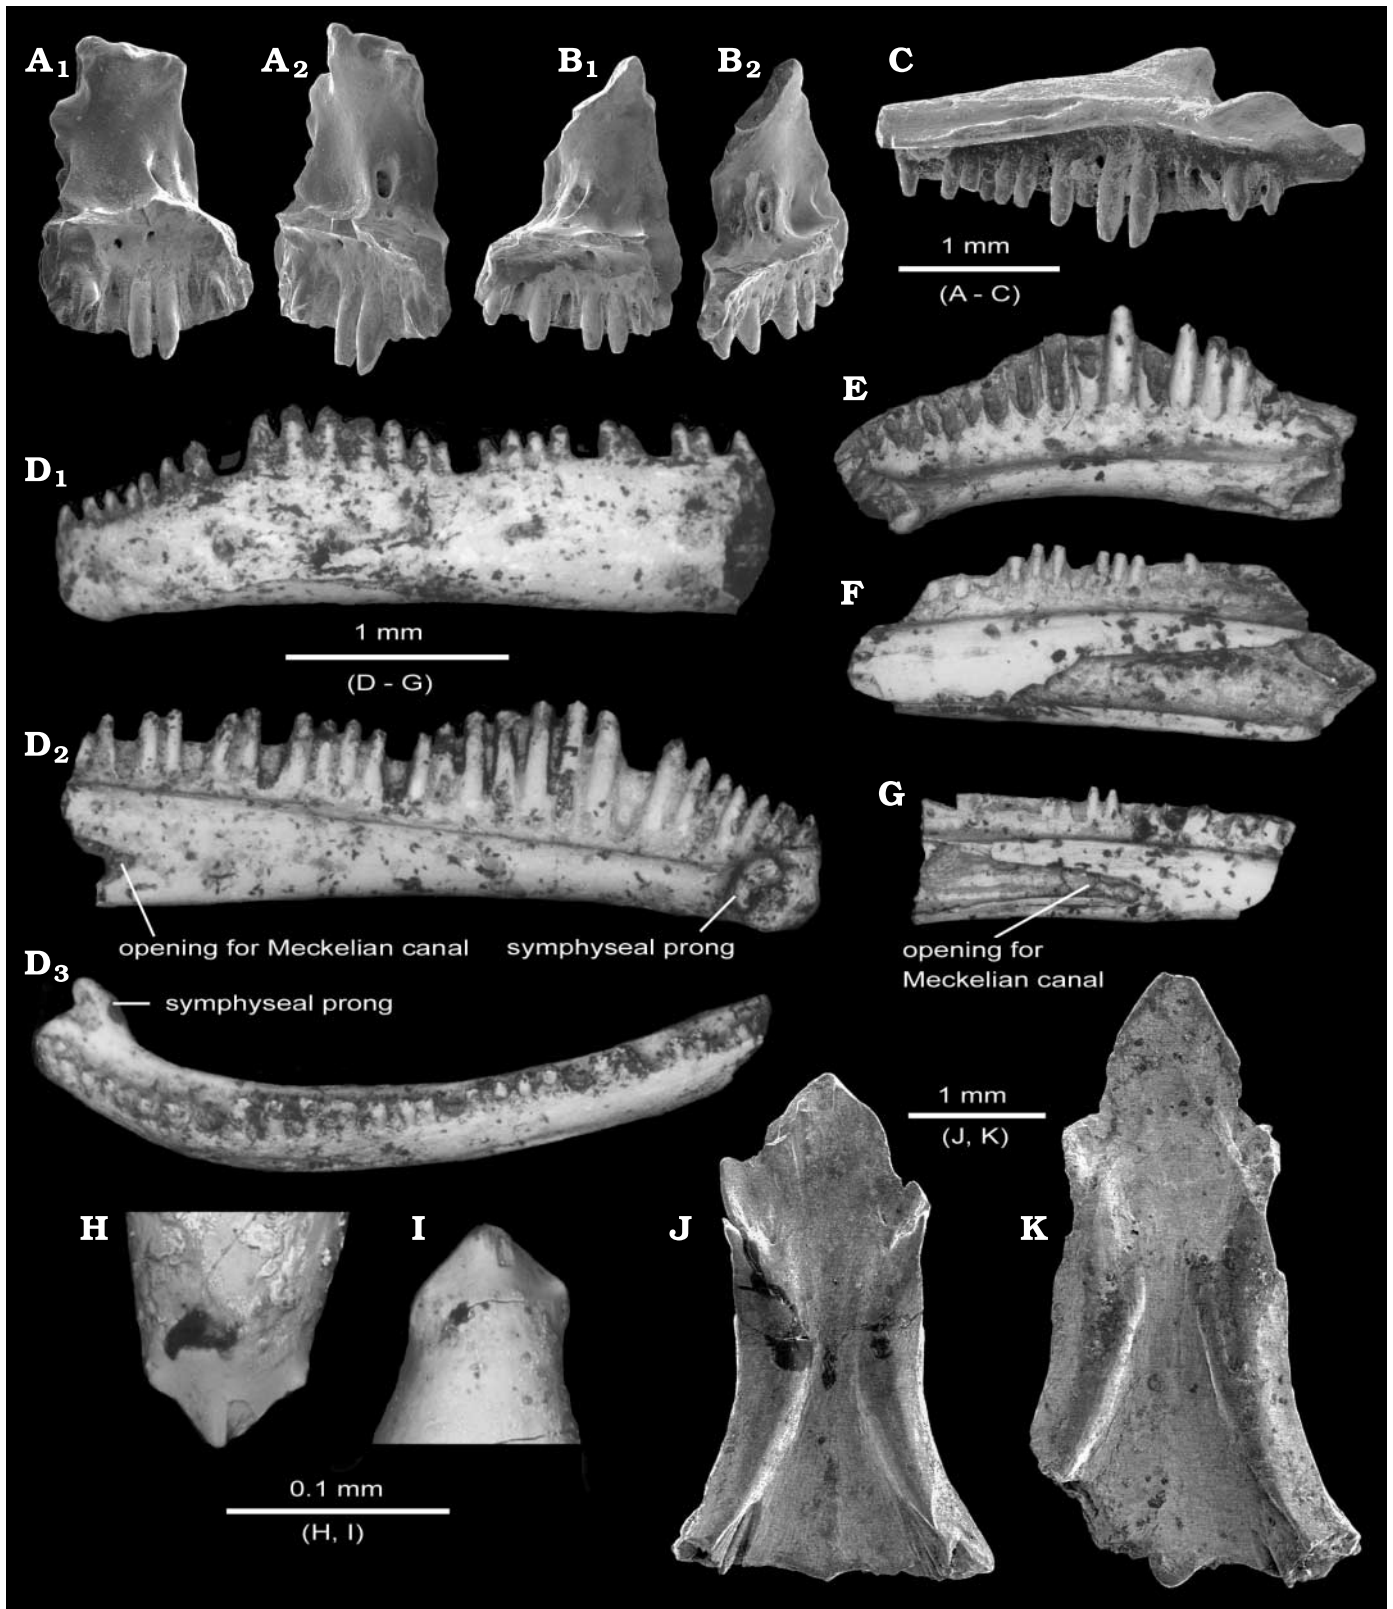 A1
A2
B1
B2
C
1 mm
(A - C)
E
D1
1 mm
(D - G)
F
D2
G
opening for Meckelian canal
symphyseal prong
opening for
Meckelian canal
D3
symphyseal prong
1 mm
(J, K)
H
I
J
K
0.1 mm
(H, I)